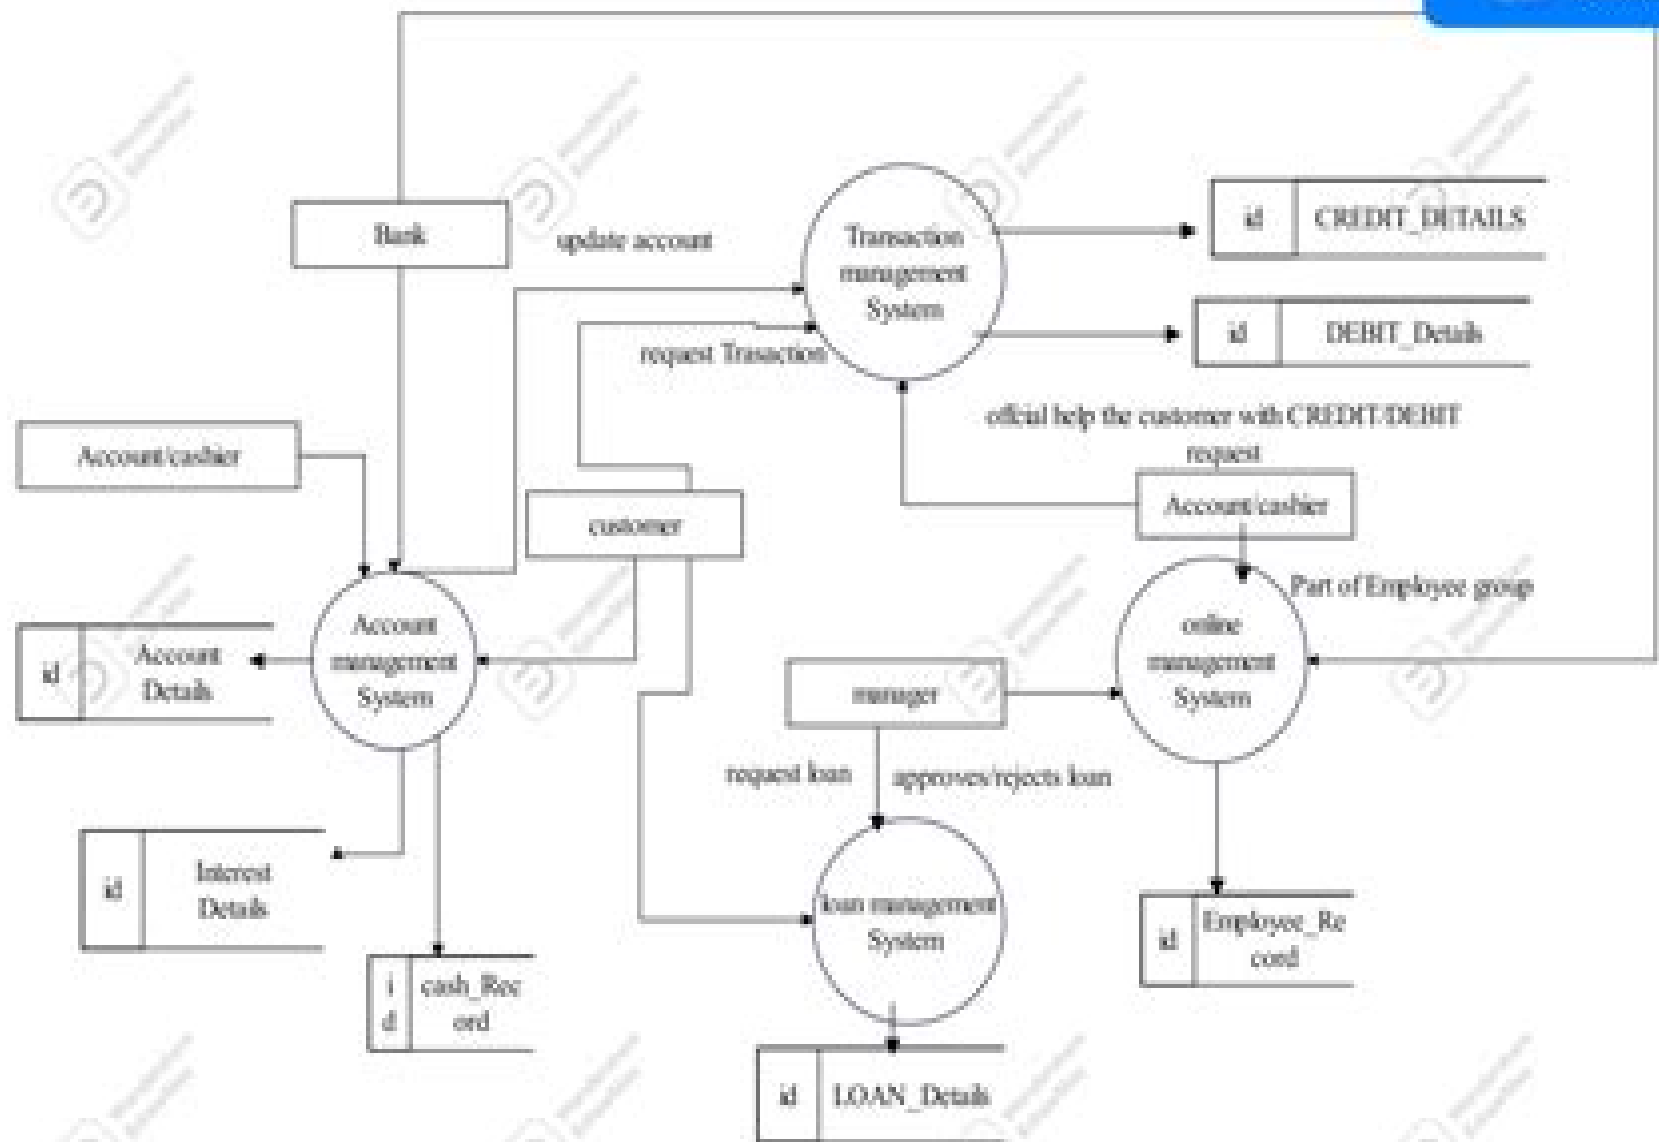 Bank
update account
Transaction
management
System
id
CREDIT_DETAILS
id
DEBIT_Details
request Trasaction
offcial help the customer with CREDIT/DEBIT
request
Account/cashier
Account/cashier
customer
Part of Employee group
Account
management
System
id
Account
Details
online
management
System
manager
request loan
approves/rejects loan
id
Interest
Details
loan management
System
id
Employee_Re
cord
i
d
cash_Rec
ord
id
LOAN_Details